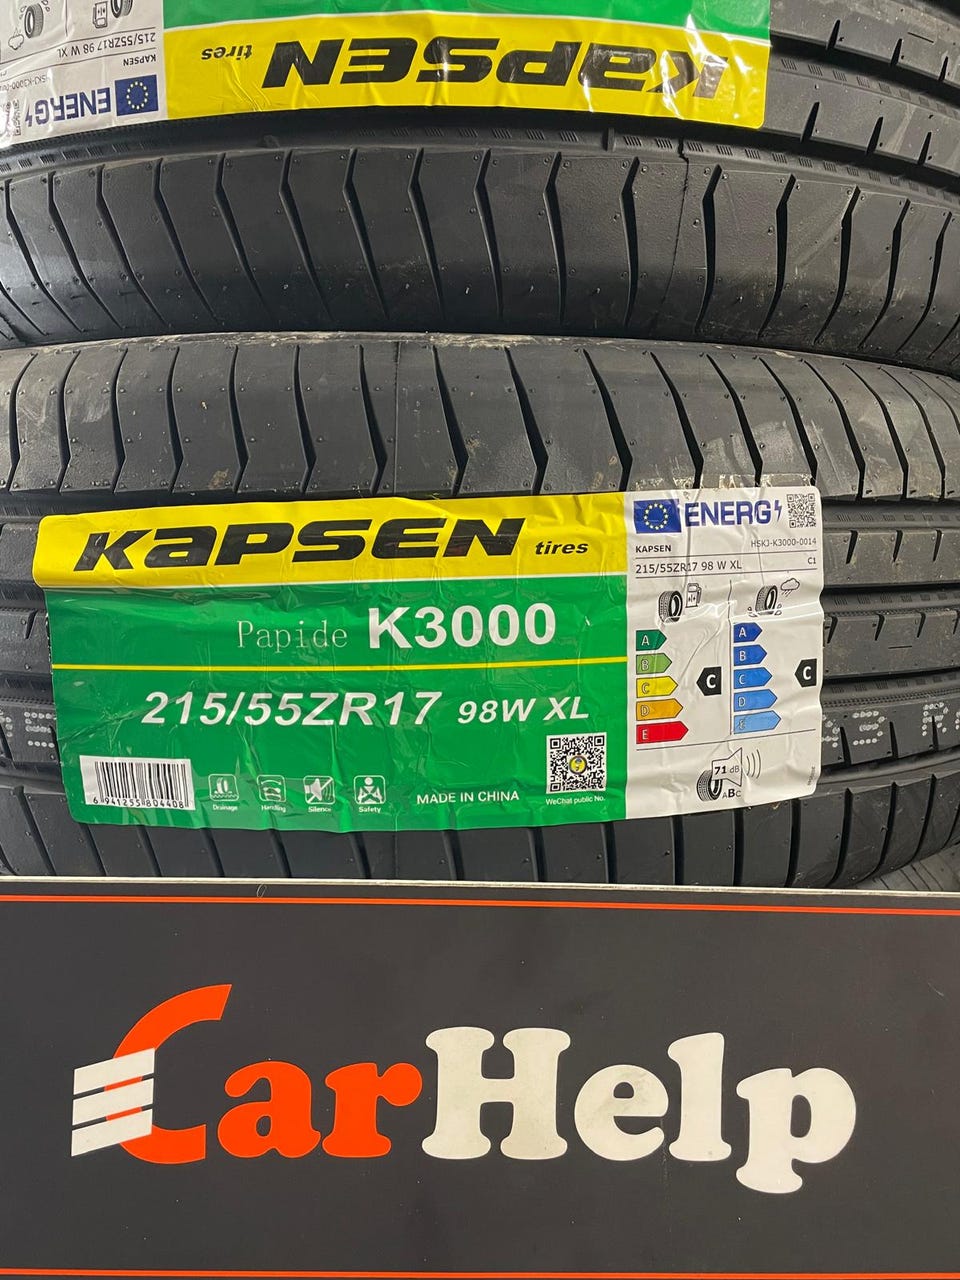 KAPSEN tires
215/55ZR17 98 W XL
KAPSEN
ENERG
KAPSEN tires
Papide K3000
215/55ZR17 98W XL
6 941255 804408
Drainage Handling Silence Safety
MADE IN CHINA
WeChat public No.
ENERG
KAPSEN HSKJ-K3000-0014
215/55ZR17 98 W XL C1
A
B
C
D
E
C
A
B
C
D
E
C
71 dB
ABC
CarHelp